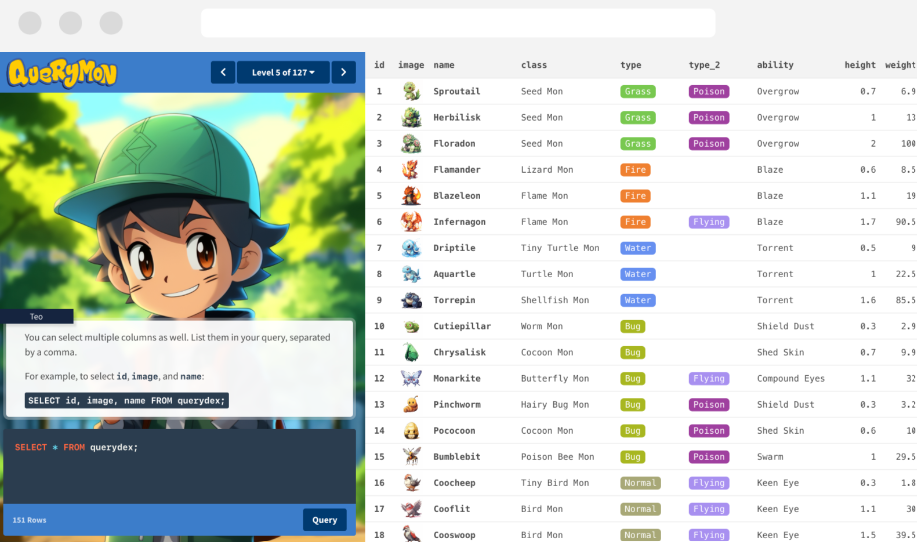 QUERYMON
Level 5 of 127
Teo
You can select multiple columns as well. List them in your query, separated
by a comma.
For example, to select id, image, and name:
SELECT id, image, name FROM querydex;
SELECT * FROM querydex;
151 Rows
Query
id image name class type type_2 ability height weight
1 Sproutail Seed Mon Grass Poison Overgrow 0.7 6.9
2 Herbilisk Seed Mon Grass Poison Overgrow 1 13
3 Floradon Seed Mon Grass Poison Overgrow 2 100
4 Flamander Lizard Mon Fire Blaze 0.6 8.5
5 Blazeleon Flame Mon Fire Blaze 1.1 19
6 Infernagon Flame Mon Fire Flying Blaze 1.7 90.5
7 Driptile Tiny Turtle Mon Water Torrent 0.5 9
8 Aquartle Turtle Mon Water Torrent 1 22.5
9 Torrepin Shellfish Mon Water Torrent 1.6 85.5
10 Cutiepillar Worm Mon Bug Shield Dust 0.3 2.9
11 Chrysalisk Cocoon Mon Bug Shed Skin 0.7 9.9
12 Monarkite Butterfly Mon Bug Flying Compound Eyes 1.1 32
13 Pinchworm Hairy Bug Mon Bug Poison Shield Dust 0.3 3.2
14 Pococoon Cocoon Mon Bug Poison Shed Skin 0.6 10
15 Bumblebit Poison Bee Mon Bug Poison Swarm 1 29.5
16 Coocheep Tiny Bird Mon Normal Flying Keen Eye 0.3 1.8
17 Cooflit Bird Mon Normal Flying Keen Eye 1.1 30
18 Cooswoop Bird Mon Normal Flying Keen Eye 1.5 39.5